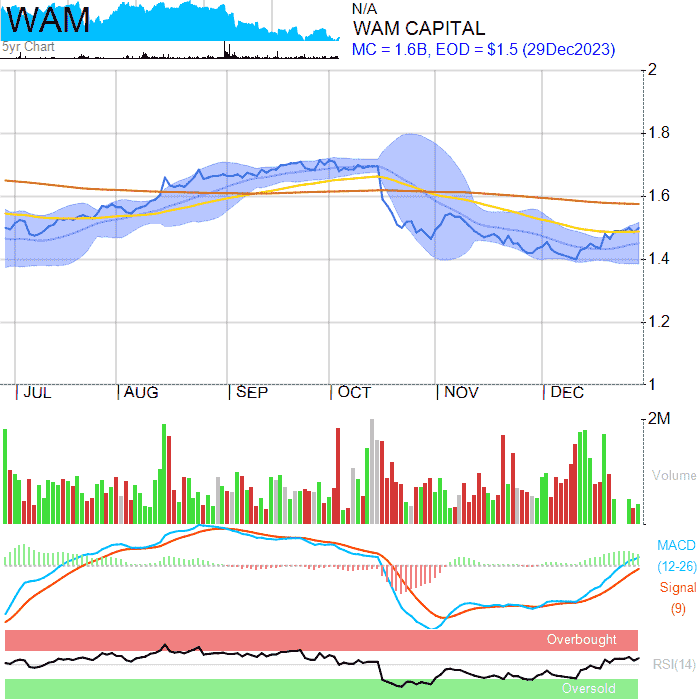 WAM
5yr Chart
N/A
WAM CAPITAL
MC = 1.6B, EOD = $1.5 (29Dec2023)
2
1.8
1.6
1.4
1.2
1
JUL AUG SEP OCT NOV DEC
2M
Volume
MACD
(12-26)
Signal
(9)
Overbought
RSI(14)
Oversold